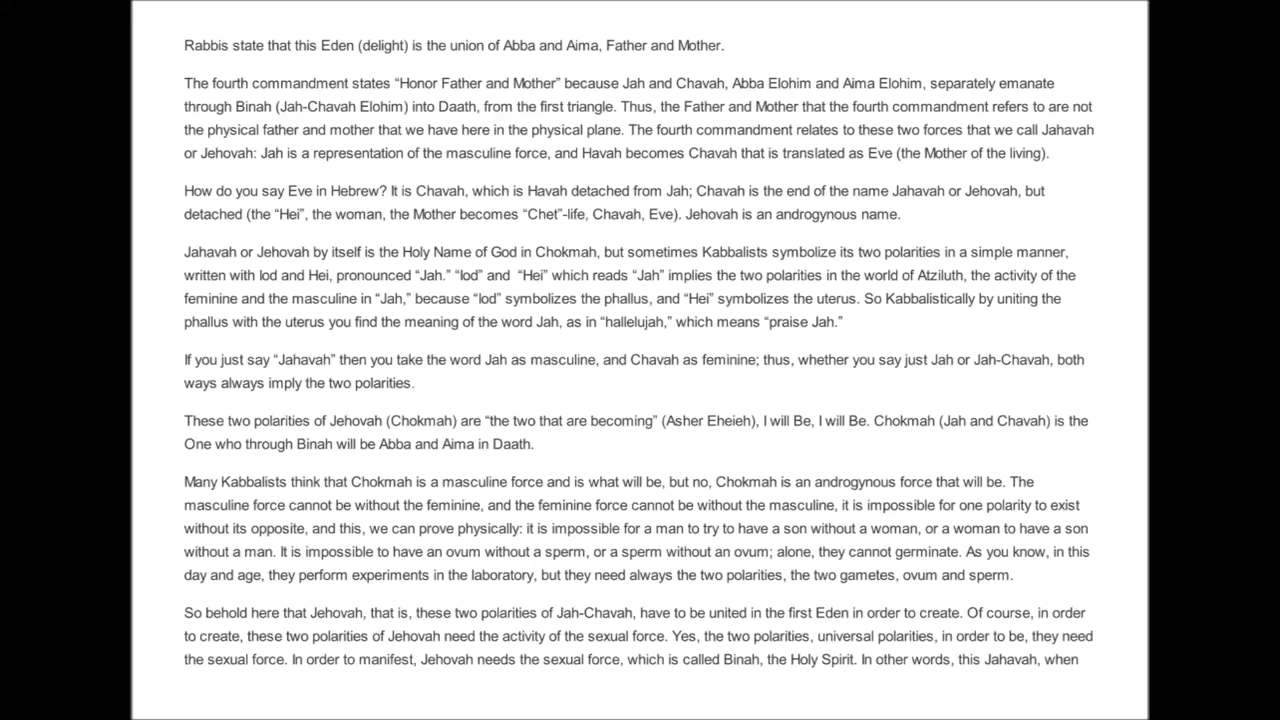 Rabbis state that this Eden (delight) is the union of Abba and Aima, Father and Mother.
The fourth commandment states “Honor Father and Mother” because Jah and Chavah, Abba Elohim and Aima Elohim, separately emanate
through Binah (Jah-Chavah Elohim) into Daath, from the first triangle. Thus, the Father and Mother that the fourth commandment refers to are not
the physical father and mother that we have here in the physical plane. The fourth commandment relates to these two forces that we call Jahavah
or Jehovah: Jah is a representation of the masculine force, and Havah becomes Chavah that is translated as Eve (the Mother of the living).
How do you say Eve in Hebrew? It is Chavah, which is Havah detached from Jah; Chavah is the end of the name Jahavah or Jehovah, but
detached (the “Hei”, the woman, the Mother becomes “Chet”-life, Chavah, Eve). Jehovah is an androgynous name.
Jahavah or Jehovah by itself is the Holy Name of God in Chokmah, but sometimes Kabbalists symbolize its two polarities in a simple manner,
written with Iod and Hei, pronounced “Jah.” “Iod” and “Hei” which reads “Jah” implies the two polarities in the world of Atziluth, the activity of the
feminine and the masculine in “Jah,” because “Iod” symbolizes the phallus, and “Hei” symbolizes the uterus. So Kabbalistically by uniting the
phallus with the uterus you find the meaning of the word Jah, as in “hallelujah,” which means “praise Jah.”
If you just say “Jahavah” then you take the word Jah as masculine, and Chavah as feminine; thus, whether you say just Jah or Jah-Chavah, both
ways always imply the two polarities.
These two polarities of Jehovah (Chokmah) are “the two that are becoming” (Asher Eheieh), I will Be, I will Be. Chokmah (Jah and Chavah) is the
One who through Binah will be Abba and Aima in Daath.
Many Kabbalists think that Chokmah is a masculine force and is what will be, but no, Chokmah is an androgynous force that will be. The
masculine force cannot be without the feminine, and the feminine force cannot be without the masculine, it is impossible for one polarity to exist
without its opposite, and this, we can prove physically: it is impossible for a man to try to have a son without a woman, or a woman to have a son
without a man. It is impossible to have an ovum without a sperm, or a sperm without an ovum; alone, they cannot germinate. As you know, in this
day and age, they perform experiments in the laboratory, but they need always the two polarities, the two gametes, ovum and sperm.
So behold here that Jehovah, that is, these two polarities of Jah-Chavah, have to be united in the first Eden in order to create. Of course, in order
to create, these two polarities of Jehovah need the activity of the sexual force. Yes, the two polarities, universal polarities, in order to be, they need
the sexual force. In order to manifest, Jehovah needs the sexual force, which is called Binah, the Holy Spirit. In other words, this Jahavah, when